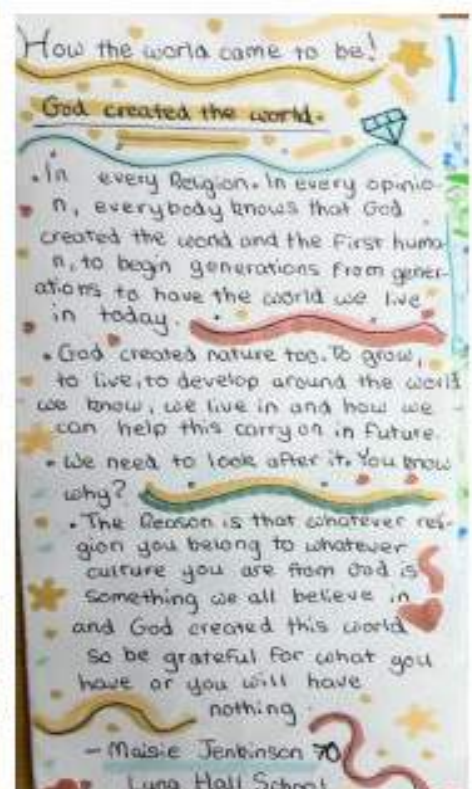 How the world came to be!
God created the world.
• In every Religion. In every opinio-
n, everybody knows that God
created the world and the First huma-
n, to begin generations from gener-
ations to have the world we live
in today.
• God created nature too. To grow,
to live, to develop around the world
we know, we live in and how we
can help this carry on in future.
• We need to look after it. You know
why?
• The Reason is that whatever rel-
gion you belong to whatever
culture you are from God is
something we all believe in
and God created this world
so be grateful for what you
have or you will have
nothing.
- Maisie Jenkinson 70
Hall School